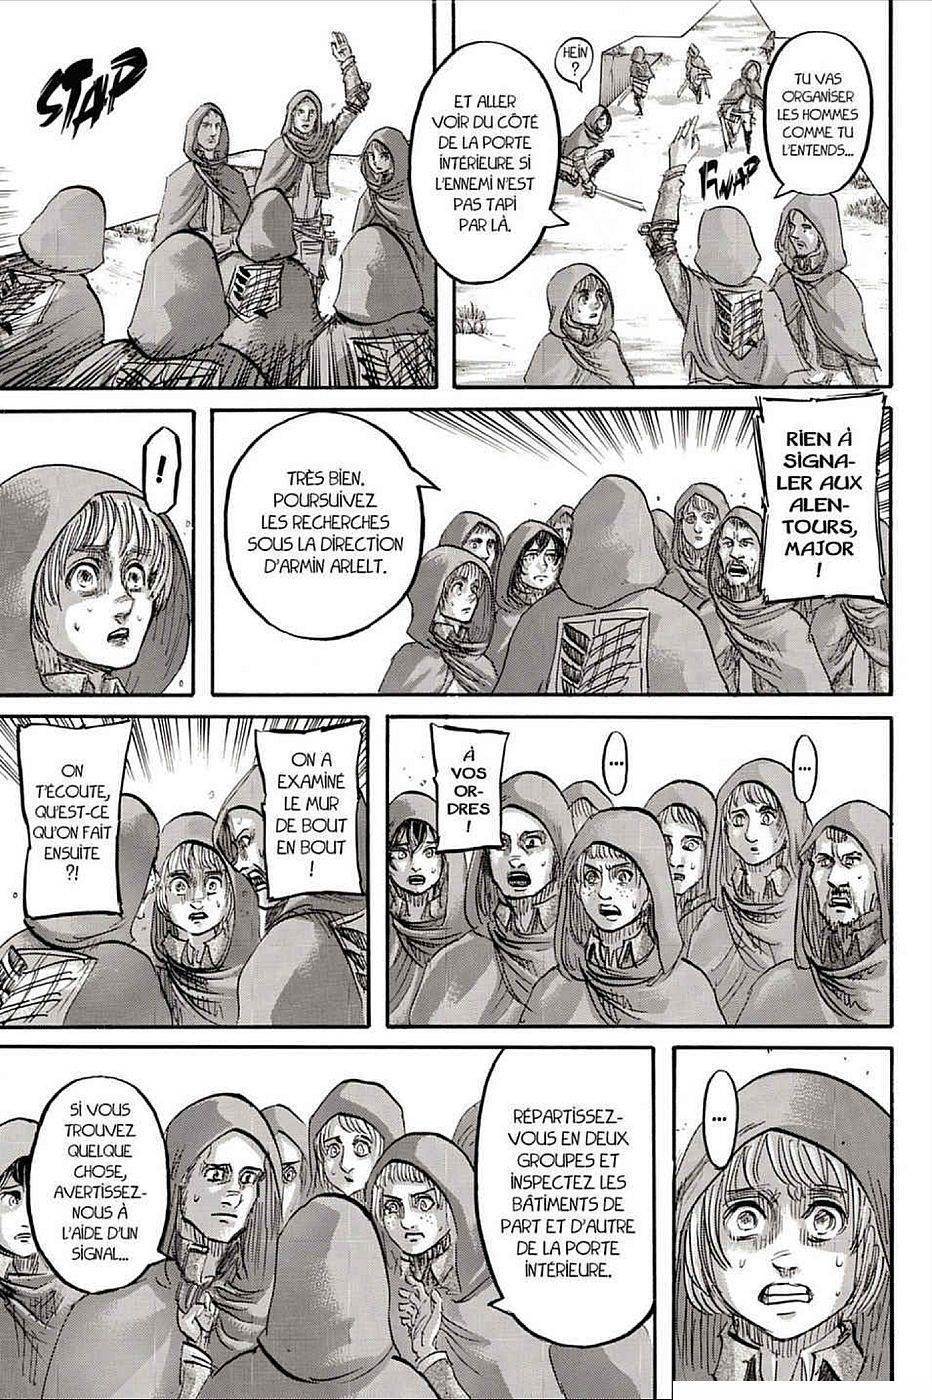 TU VAS
ORGANISER
LES HOMMES
COMME TU
L'ENTENDS...
HEIN
?
FWAP
ET ALLER
VOIR DU CÔTÉ
DE LA PORTE
INTÉRIEURE SI
L'ENNEMI N'EST
PAS TAPI
PAR LÀ.
STAP
RIEN À
SIGNA-
LER AUX
ALEN-
TOURS,
MAJOR
!
TRÈS BIEN.
POURSUIVEZ
LES RECHERCHES
SOUS LA DIRECTION
D'ARMIN ARLELT.
!
...
...
À
VOS
OR-
DRES
!
ON A
EXAMINÉ
LE MUR
DE BOUT
EN BOUT
!
ON
T'ÉCOUTE,
QU'EST-CE
QU'ON FAIT
ENSUITE
?!
...
RÉPARTISSEZ-
VOUS EN DEUX
GROUPES ET
INSPECTEZ LES
BÂTIMENTS DE
PART ET D'AUTRE
DE LA PORTE
INTÉRIEURE.
SI VOUS
TROUVEZ
QUELQUE
CHOSE,
AVERTISSEZ-
NOUS À
L'AIDE D'UN
SIGNAL...